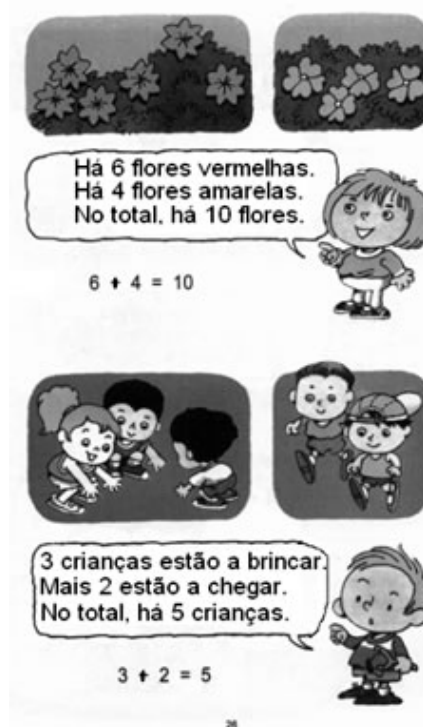 Há 6 flores vermelhas.
Há 4 flores amarelas.
No total, há 10 flores.
6 + 4 = 10
3 crianças estão a brincar.
Mais 2 estão a chegar.
No total, há 5 crianças.
3 + 2 = 5
26